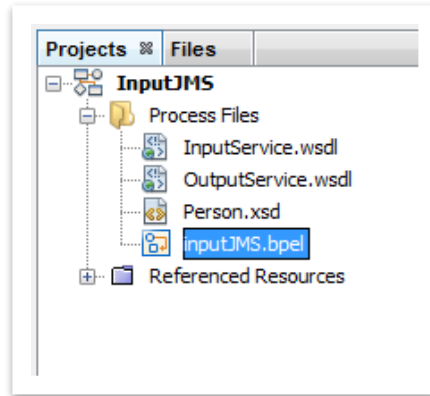 Projects Files
InputJMS
Process Files
InputService.wsdl
OutputService.wsdl
Person.xsd
inputJMS.bpel
Referenced Resources